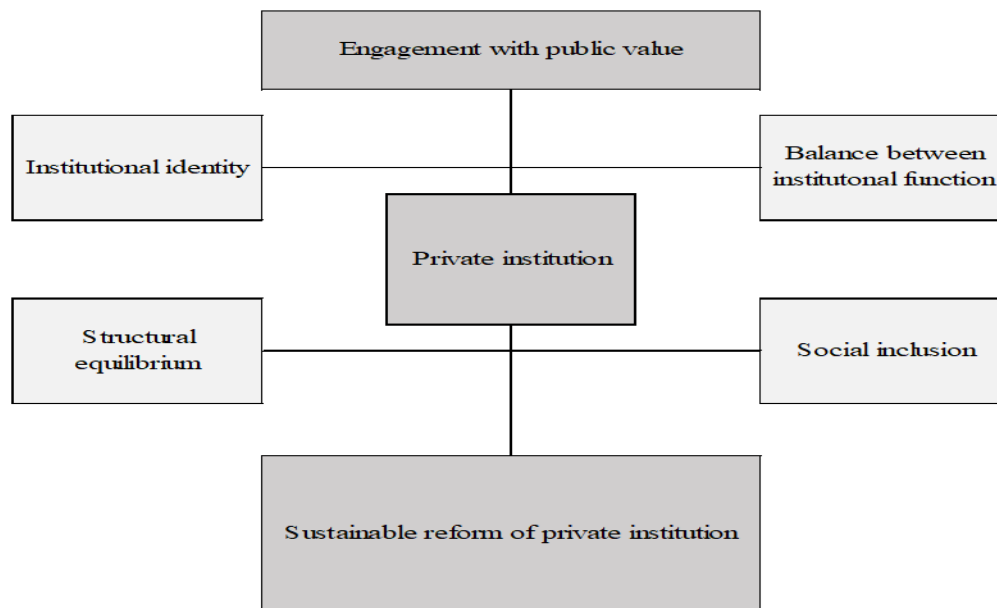 Engagement with public value
Institutional identity
Balance between
institutonal function
Private institution
Structural
equilibrium
Social inclusion
Sustainable reform of private institution